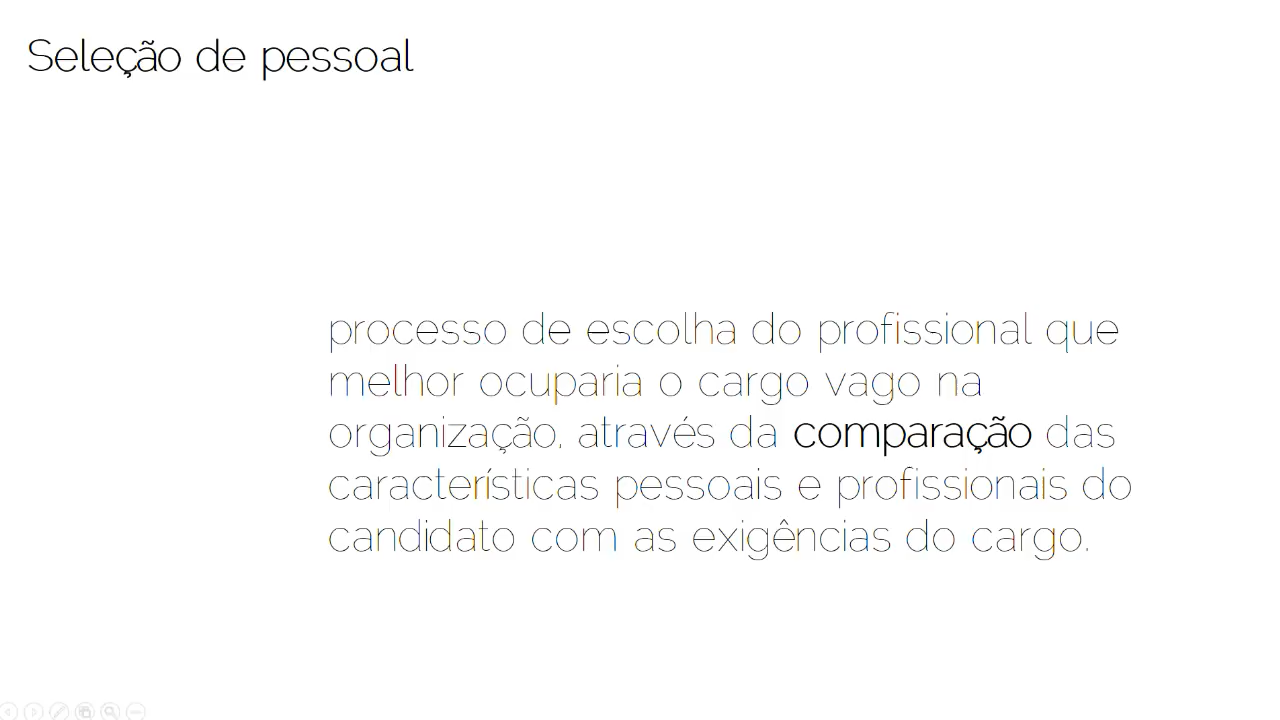 Seleção de pessoal
processo de escolha do profissional que
melhor ocuparia o cargo vago na
organização, através da comparação das
características pessoais e profissionais do
candidato com as exigências do cargo.